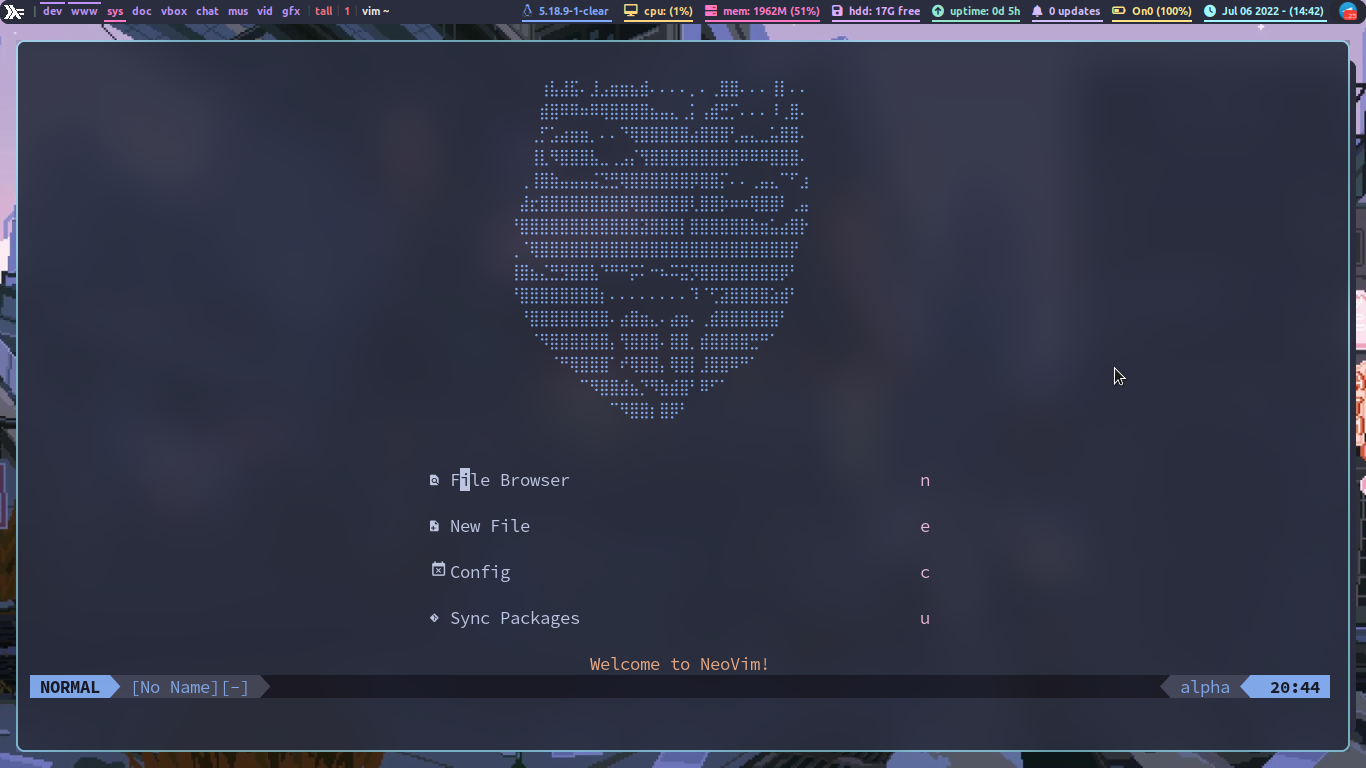 dev www sys doc vbox chat mus vid gfx | tall | 1 | vim ~ 5.18.9-1-clear cpu: (1%) mem: 1962M (51%) hdd: 17G free uptime: 0d 5h 0 updates On0 (100%) Jul 06 2022 - (14:42)
File Browser n
New File e
Config c
Sync Packages u
Welcome to NeoVim!
NORMAL [No Name][-] alpha 20:44